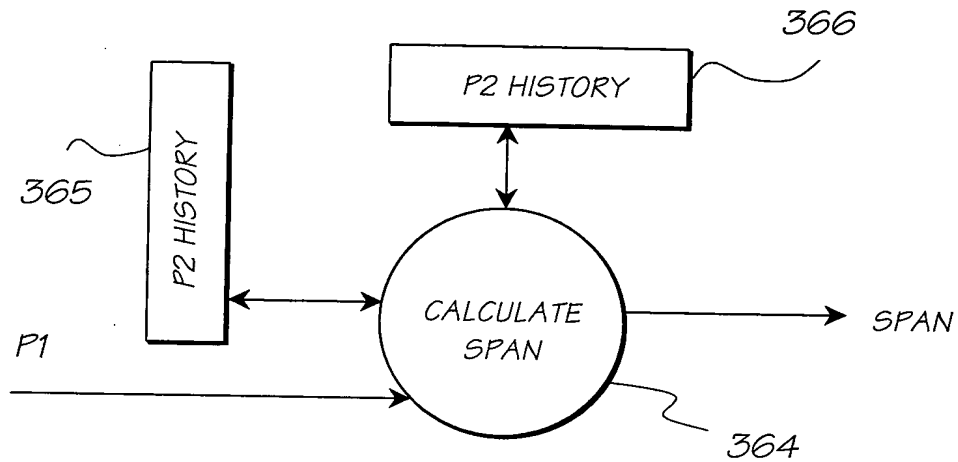 366
P2 HISTORY
365
P2 HISTORY
CALCULATE
SPAN
SPAN
P1
364